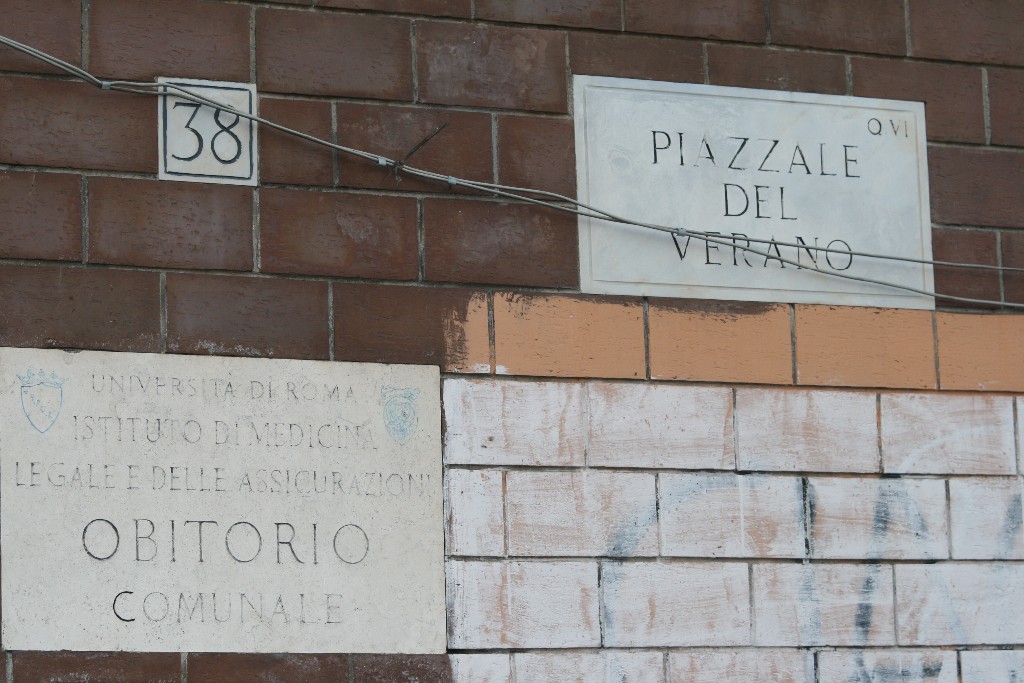 38
Q VI
PIAZZALE
DEL
VERANO
UNIVERSITÀ DI ROMA
ISTITUTO DI MEDICINA
LEGALE E DELLE ASSICURAZIONI
OBITORIO
COMUNALE